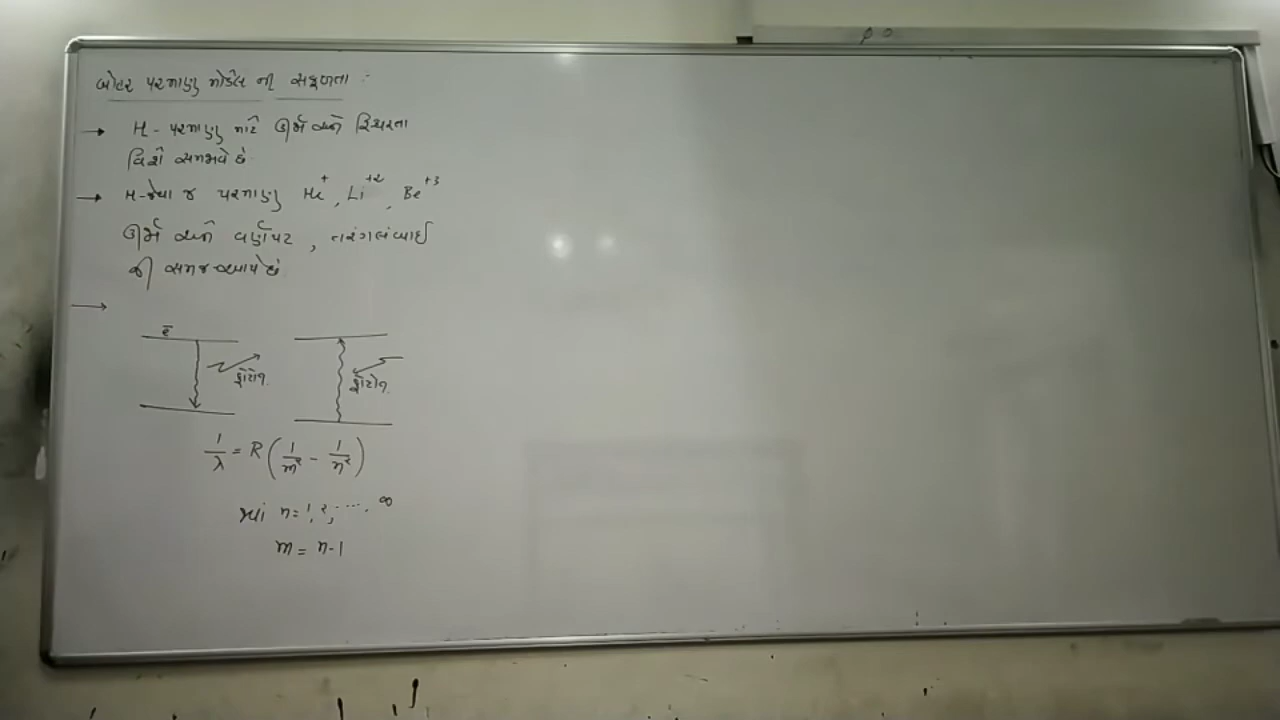 બોહર પરમાણુ મોડેલ ની સફળતા :-
→ H - પરમાણુ માટે ઊર્જા અને સ્થિરતા
વિશે સમજાવે છે.
→ H-જેવા જ પરમાણુ He⁺, Li⁺², Be⁺³
ઊર્જા અને વર્ણપટ, તરંગલંબાઈ
ની સમજ આપે છે.
→
e̅
ફોટોન. ફોટોન.
1/λ = R (1/m² - 1/n²)
જ્યાં n = 1, 2, ...., ∞
m = n-1